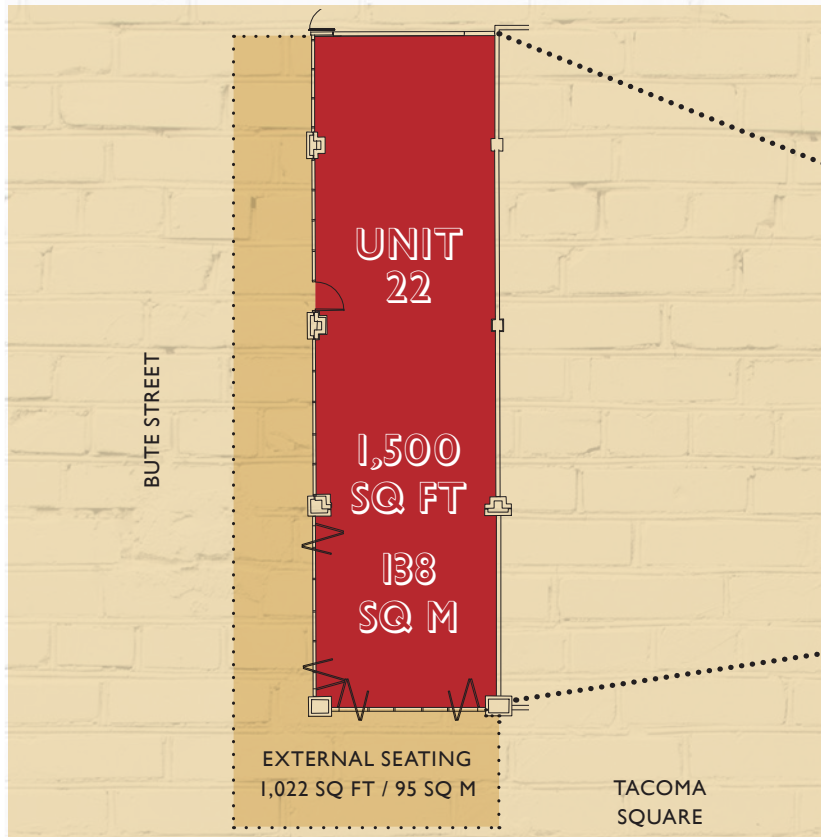 UNIT
22
BUTE STREET
1,500
SQ FT
138
SQ M
EXTERNAL SEATING
1,022 SQ FT / 95 SQ M
TACOMA
SQUARE